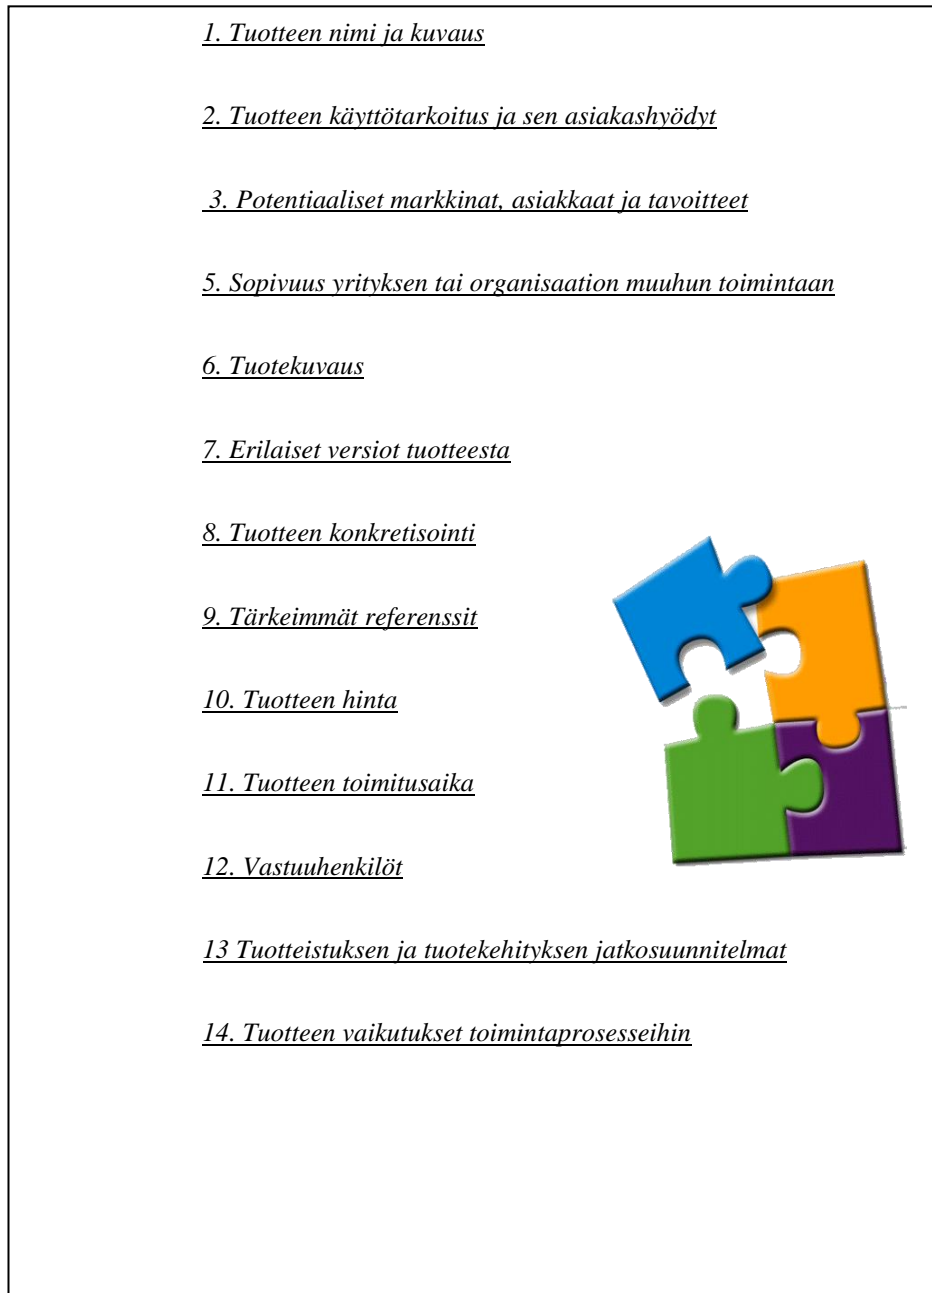 1. Tuotteen nimi ja kuvaus
2. Tuotteen käyttötarkoitus ja sen asiakashyödyt
3. Potentiaaliset markkinat, asiakkaat ja tavoitteet
5. Sopivuus yrityksen tai organisaation muuhun toimintaan
6. Tuotekuvaus
7. Erilaiset versiot tuotteesta
8. Tuotteen konkretisointi
9. Tärkeimmät referenssit
10. Tuotteen hinta
11. Tuotteen toimitusaika
12. Vastuuhenkilöt
13 Tuotteistuksen ja tuotekehityksen jatkosuunnitelmat
14. Tuotteen vaikutukset toimintaprosesseihin